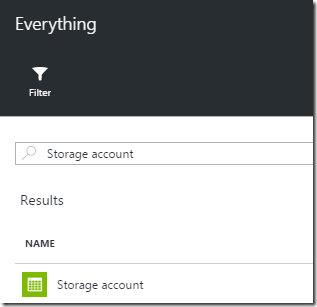 Everything
Filter
Storage account
Results
NAME
Storage account